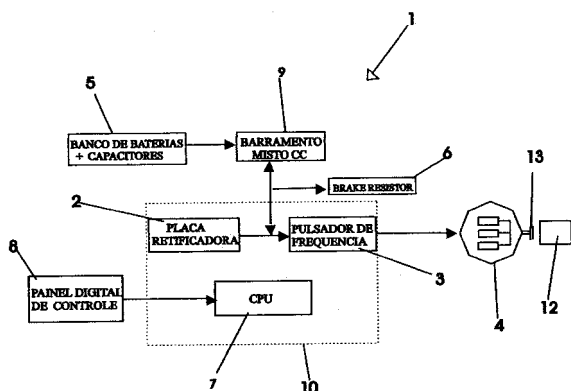 1
5
9
BANCO DE BATERIAS
+ CAPACITORES
BARRAMENTO
MISTO CC
6
BRAKE RESISTOR
13
2
PLACA
RETIFICADORA
PULSADOR DE
FREQUENCIA
8
3
4
12
PAINEL DIGITAL
DE CONTROLE
CPU
7
10